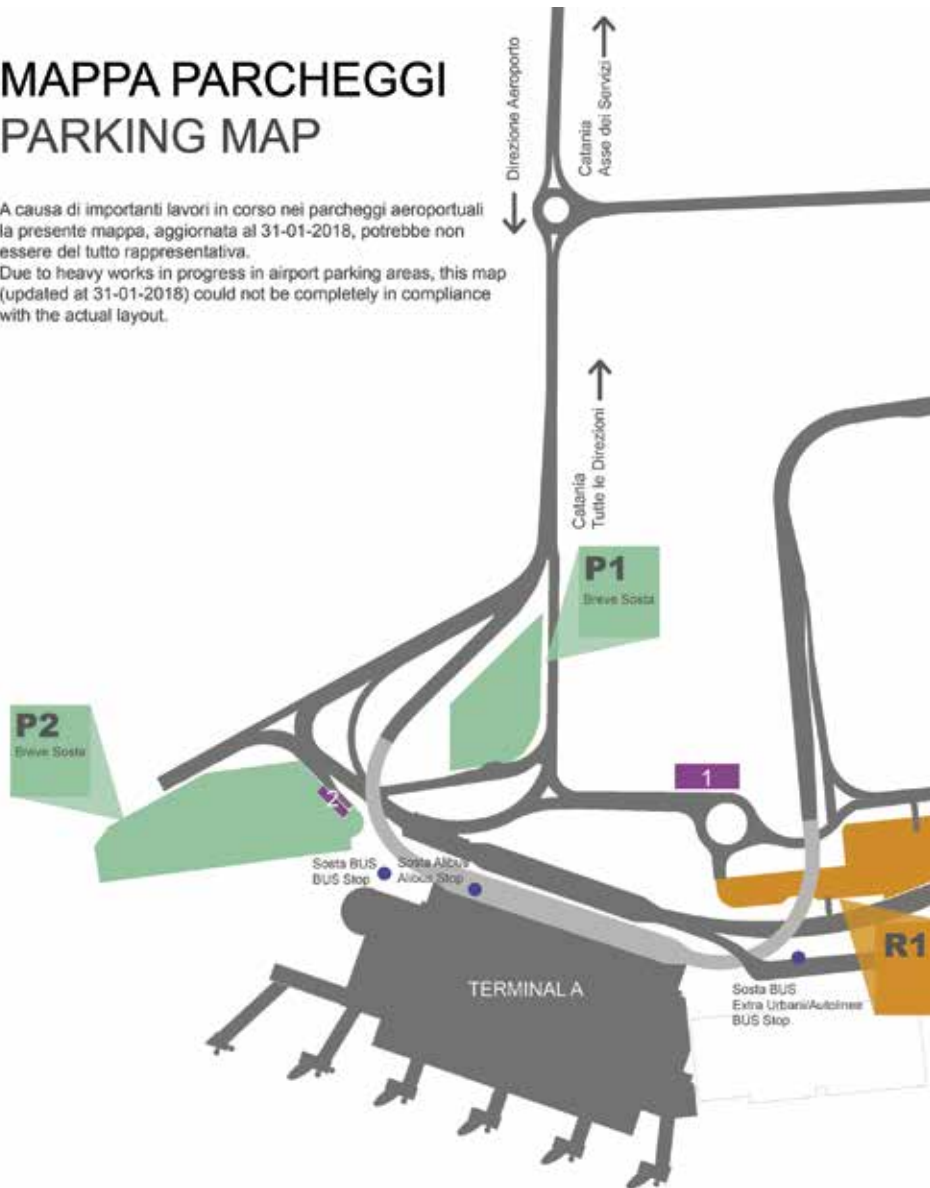 MAPPA PARCHEGGI
PARKING MAP
A causa di importanti lavori in corso nei parcheggi aeroportuali
la presente mappa, aggiornata al 31-01-2018, potrebbe non
essere del tutto rappresentativa.
Due to heavy works in progress in airport parking areas, this map
(updated at 31-01-2018) could not be completely in compliance
with the actual layout.
Direzione Aeroporto
Catania
Asse dei Servizi
Catania
Tutte le Direzioni
P1
Breve Sosta
P2
Breve Sosta
1
2
Sosta BUS
BUS Stop
Sosta Alibus
Alibus Stop
R1
TERMINAL A
Sosta BUS
Extra Urbani/Autolinee
BUS Stop